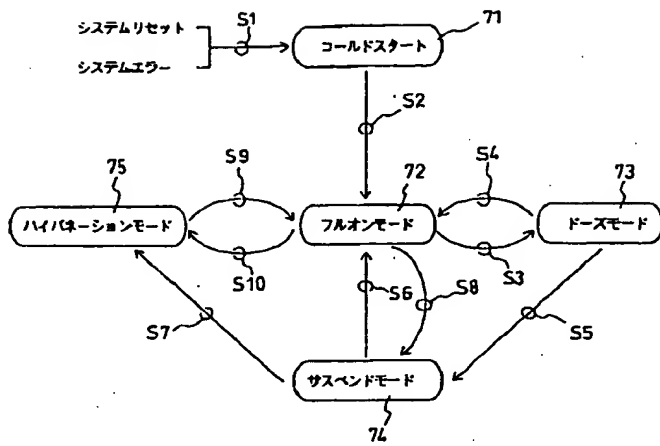 システムリセット
システムエラー
S1
コールドスタート
71
S2
75
S9
72
S4
73
ハイバネーションモード
フルオンモード
ドーズモード
S10
S3
S6
S8
S7
S5
サスペンドモード
74